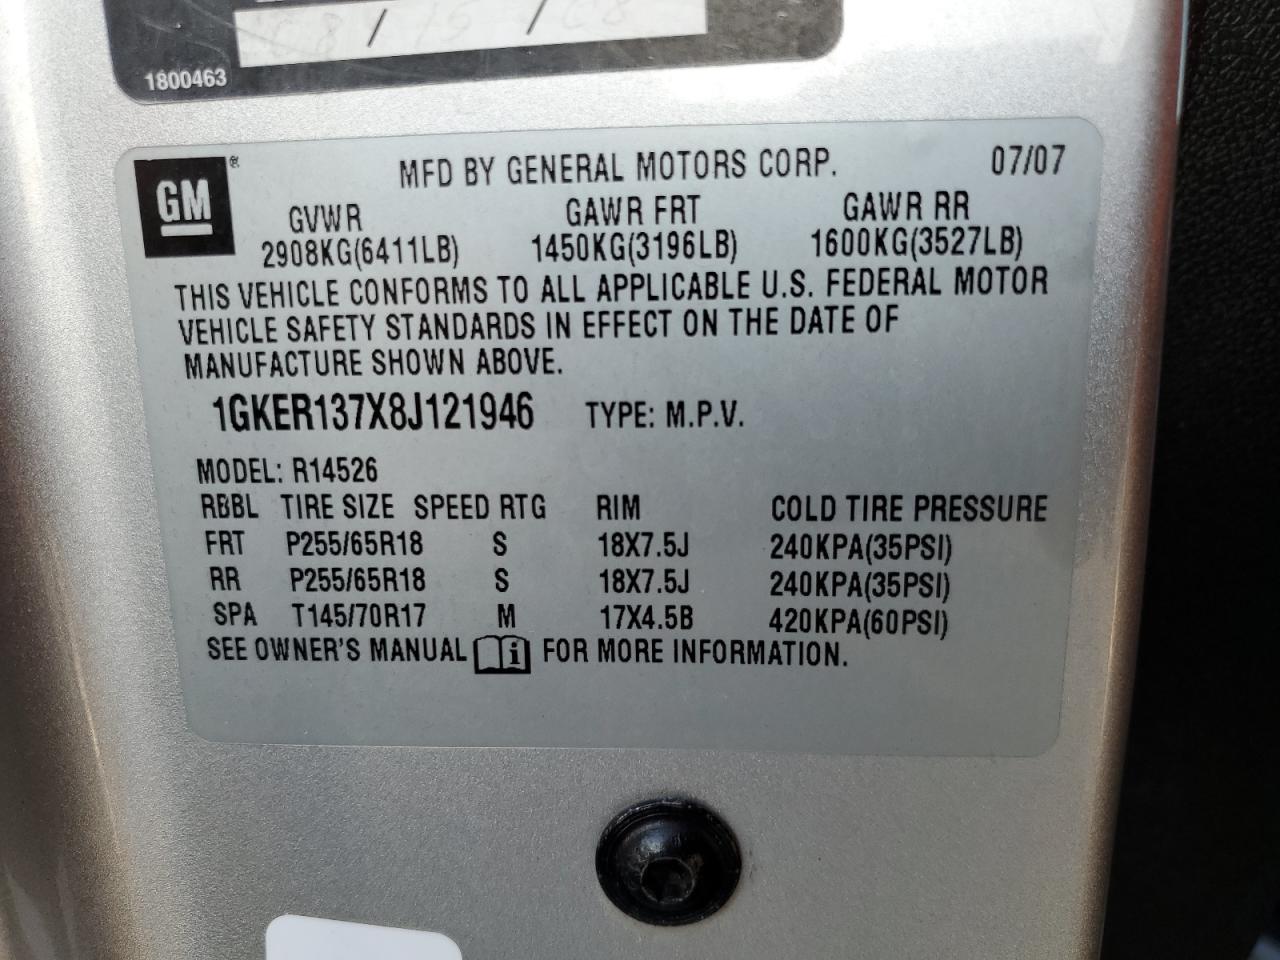 1800463
GM ®
MFD BY GENERAL MOTORS CORP. 07/07
GVWR GAWR FRT GAWR RR
2908KG(6411LB) 1450KG(3196LB) 1600KG(3527LB)
THIS VEHICLE CONFORMS TO ALL APPLICABLE U.S. FEDERAL MOTOR
VEHICLE SAFETY STANDARDS IN EFFECT ON THE DATE OF
MANUFACTURE SHOWN ABOVE.
1GKER137X8J121946 TYPE: M.P.V.
MODEL: R14526
RBBL TIRE SIZE SPEED RTG RIM COLD TIRE PRESSURE
FRT P255/65R18 S 18X7.5J 240KPA(35PSI)
RR P255/65R18 S 18X7.5J 240KPA(35PSI)
SPA T145/70R17 M 17X4.5B 420KPA(60PSI)
SEE OWNER'S MANUAL i FOR MORE INFORMATION.